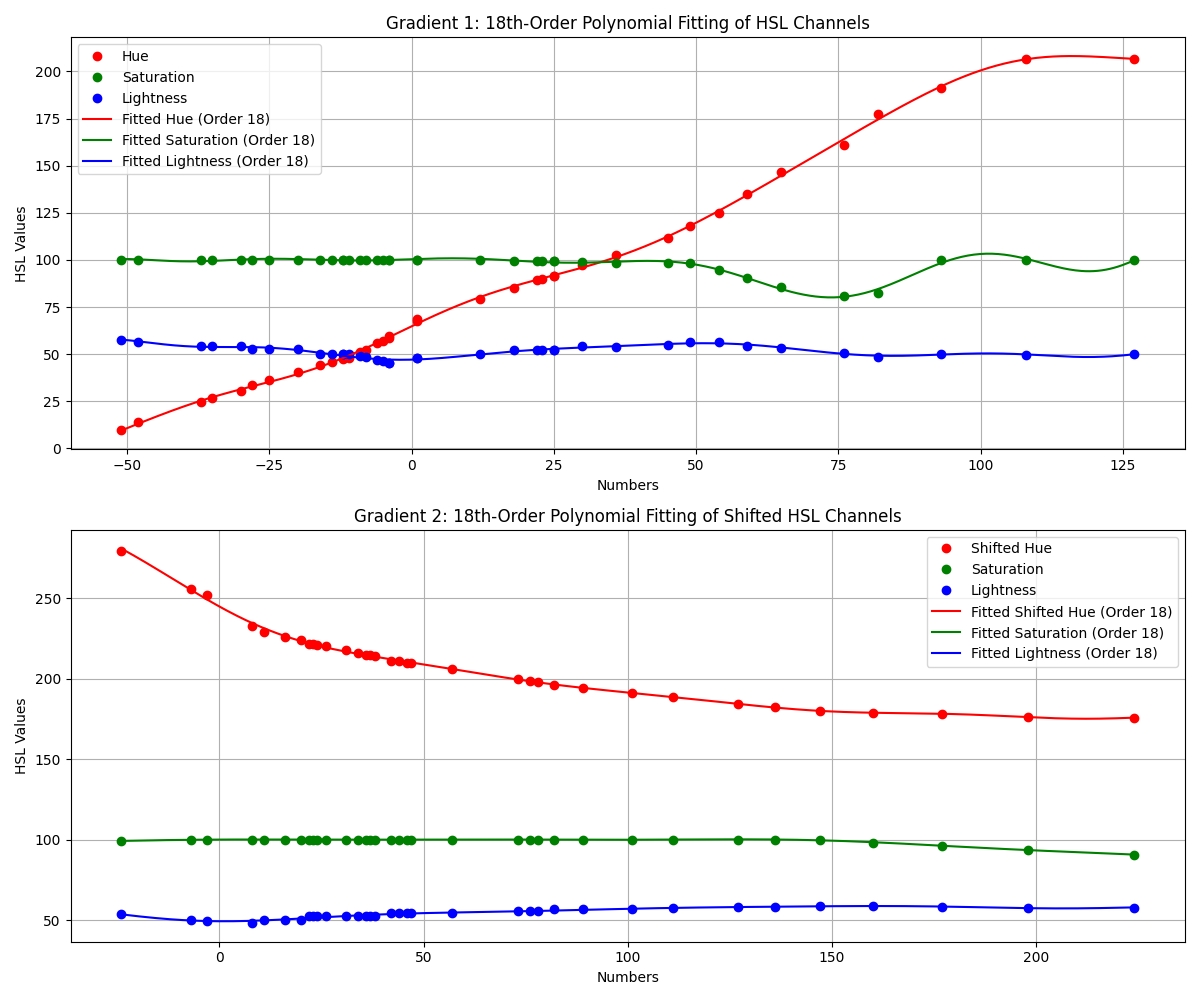 Gradient 1: 18th-Order Polynomial Fitting of HSL Channels
Hue
Saturation
Lightness
Fitted Hue (Order 18)
Fitted Saturation (Order 18)
Fitted Lightness (Order 18)
HSL Values
200
175
150
125
100
75
50
25
0
−50 −25 0 25 50 75 100 125
Numbers
Gradient 2: 18th-Order Polynomial Fitting of Shifted HSL Channels
Shifted Hue
Saturation
Lightness
Fitted Shifted Hue (Order 18)
Fitted Saturation (Order 18)
Fitted Lightness (Order 18)
HSL Values
250
200
150
100
50
0 50 100 150 200
Numbers